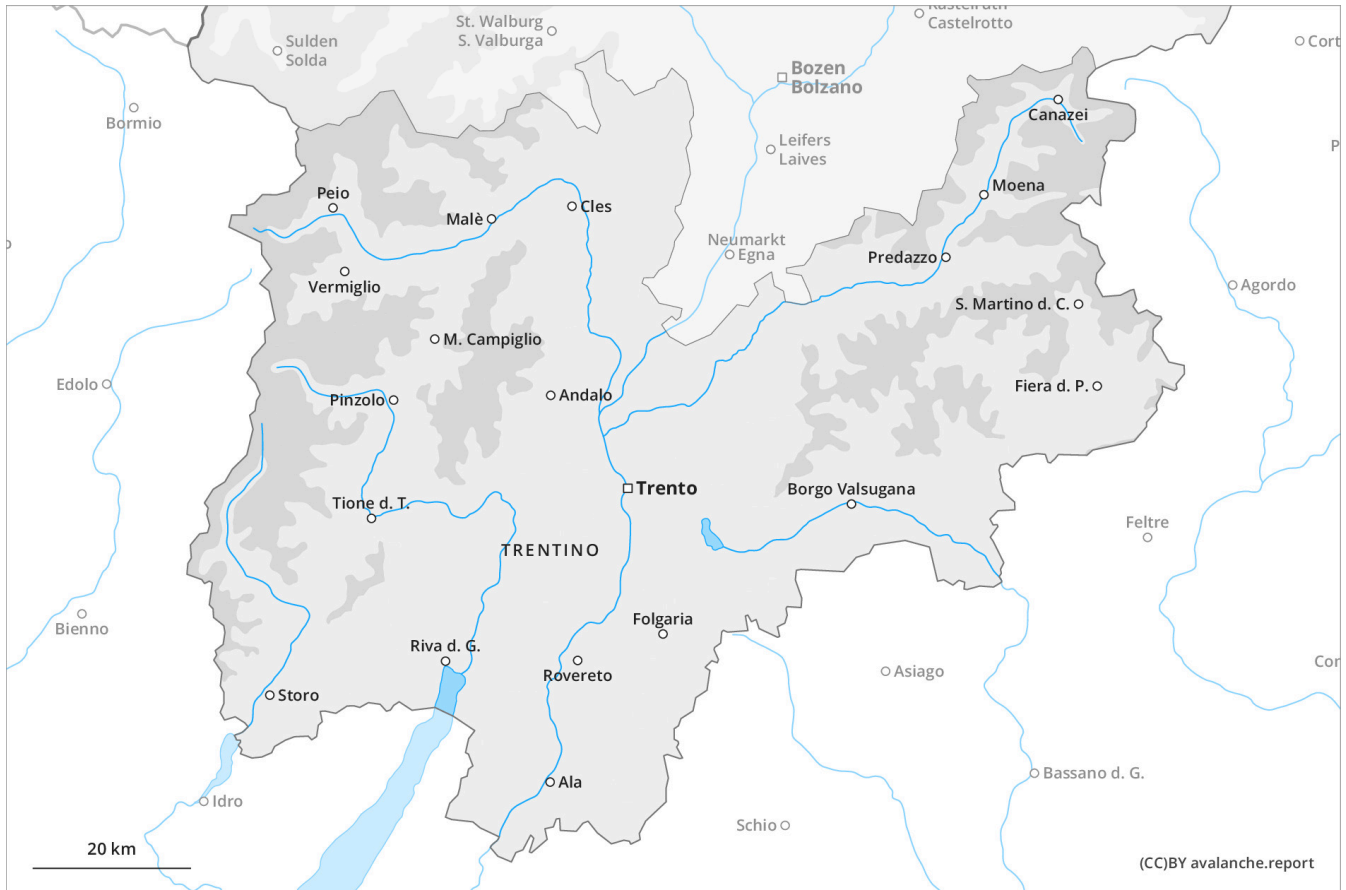 Kastelruth
Castelrotto
St. Walburg
S. Valburga
Sulden
Solda
Cort
Bozen
Bolzano
Bormio
Canazei
Leifers
Laives
P
Peio
Moena
Malè
Cles
Neumarkt
Egna
Predazzo
Vermiglio
Agordo
S. Martino d. C.
M. Campiglio
Edolo
Fiera d. P.
Andalo
Pinzolo
Trento
Borgo Valsugana
Tione d. T.
Feltre
TRENTINO
Folgaria
Bienno
Riva d. G.
Rovereto
Asiago
Cor
Storo
Bassano d. G.
Ala
Idro
Schio
20 km
(CC)BY avalanche.report